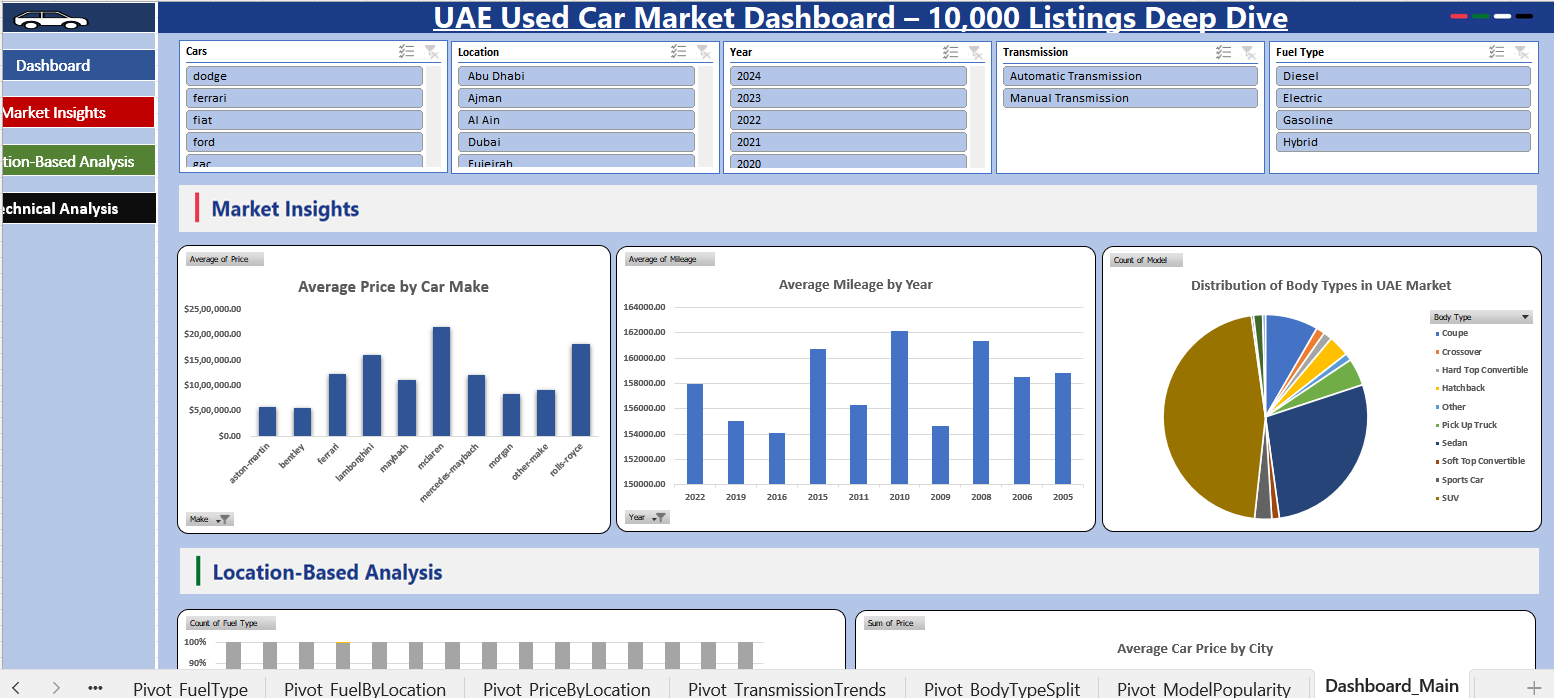 UAE Used Car Market Dashboard – 10,000 Listings Deep Dive
Dashboard
Market Insights
tion-Based Analysis
echnical Analysis
Cars
dodge
ferrari
fiat
ford
gac
Location
Abu Dhabi
Ajman
Al Ain
Dubai
Fujeirah
Year
2024
2023
2022
2021
2020
Transmission
Automatic Transmission
Manual Transmission
Fuel Type
Diesel
Electric
Gasoline
Hybrid
Market Insights
Average of Price
Average Price by Car Make
$25,00,000.00
$20,00,000.00
$15,00,000.00
$10,00,000.00
$5,00,000.00
$0.00
aston-martin
bentley
ferrari
lamborghini
maybach
mclaren
mercedes-maybach
morgan
other-make
rolls-royce
Make
Average of Mileage
Average Mileage by Year
164000.00
162000.00
160000.00
158000.00
156000.00
154000.00
152000.00
150000.00
2022 2019 2016 2015 2011 2010 2009 2008 2006 2005
Year
Count of Model
Distribution of Body Types in UAE Market
Body Type
Coupe
Crossover
Hard Top Convertible
Hatchback
Other
Pick Up Truck
Sedan
Soft Top Convertible
Sports Car
SUV
Location-Based Analysis
Count of Fuel Type
100%
90%
Sum of Price
Average Car Price by City
Pivot_FuelType
Pivot_FuelByLocation
Pivot_PriceByLocation
Pivot_TransmissionTrends
Pivot_BodyTypeSplit
Pivot_ModelPopularity
Dashboard_Main